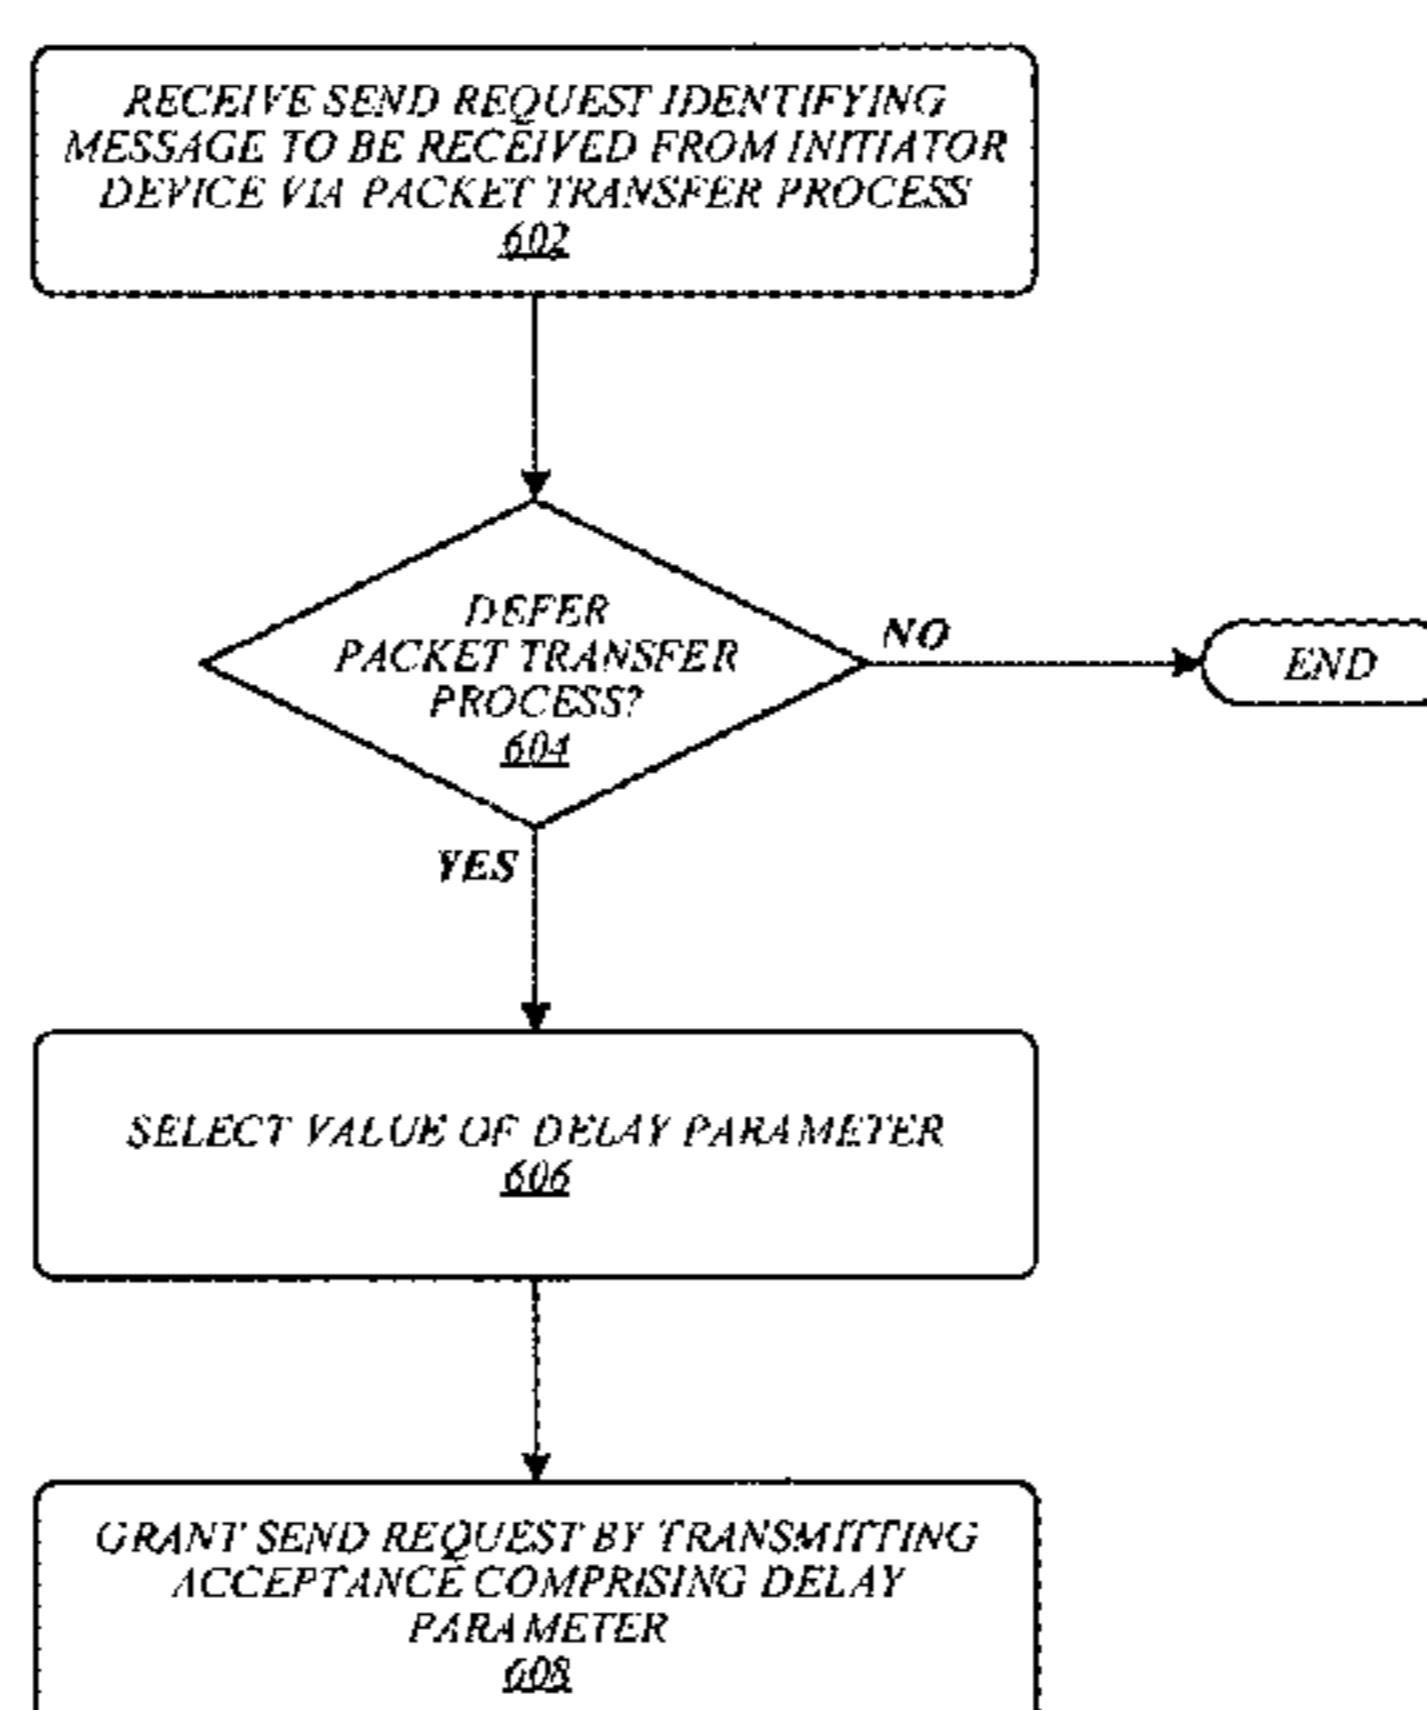 RECEIVE SEND REQUEST IDENTIFYING
MESSAGE TO BE RECEIVED FROM INITIATOR
DEVICE VIA PACKET TRANSFER PROCESS
602
DEFER
PACKET TRANSFER
PROCESS?
604
NO
END
YES
SELECT VALUE OF DELAY PARAMETER
606
GRANT SEND REQUEST BY TRANSMITTING
ACCEPTANCE COMPRISING DELAY
PARAMETER
608